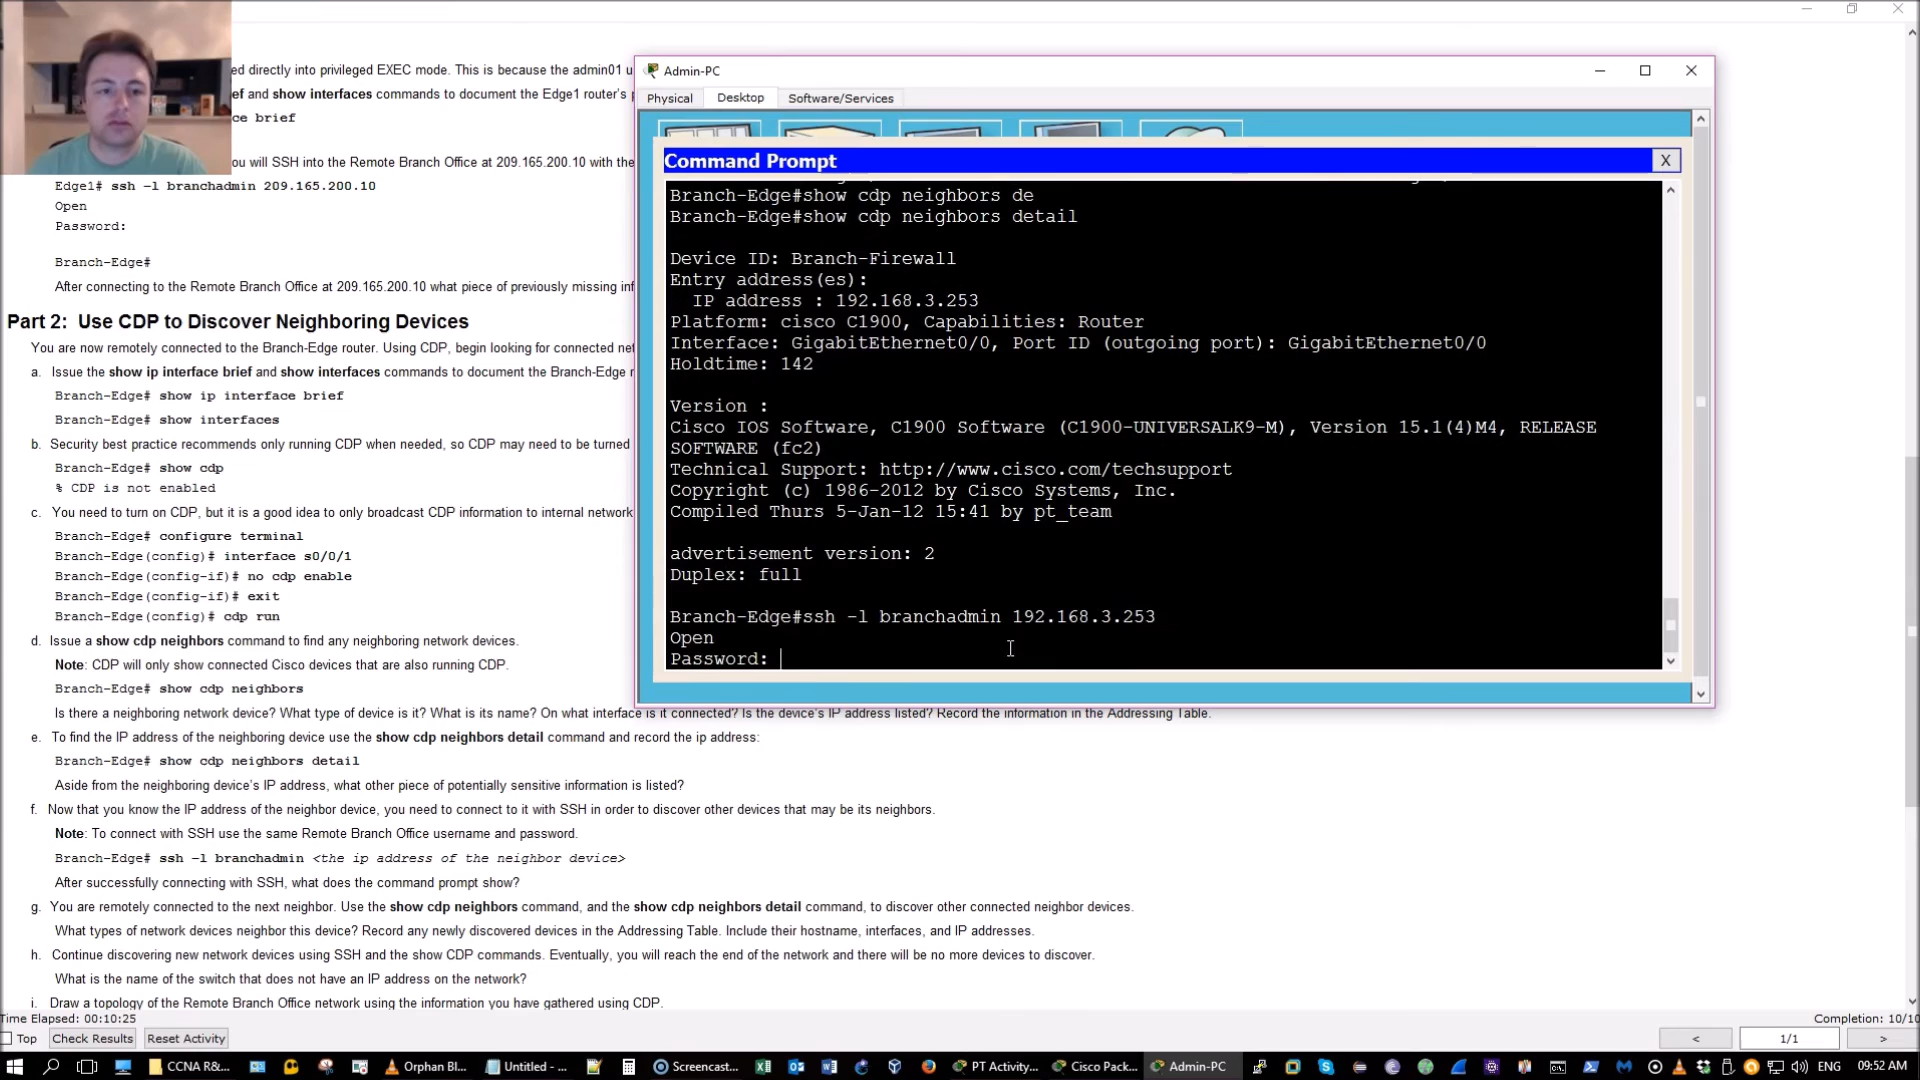 ed directly into privileged EXEC mode. This is because the admin01 u
ef and show interfaces commands to document the Edge1 router's p
ce brief
ou will SSH into the Remote Branch Office at 209.165.200.10 with the
Edge1# ssh -l branchadmin 209.165.200.10
Open
Password:
Branch-Edge#
After connecting to the Remote Branch Office at 209.165.200.10 what piece of previously missing inf
Part 2: Use CDP to Discover Neighboring Devices
You are now remotely connected to the Branch-Edge router. Using CDP, begin looking for connected net
a. Issue the show ip interface brief and show interfaces commands to document the Branch-Edge r
Branch-Edge# show ip interface brief
Branch-Edge# show interfaces
b. Security best practice recommends only running CDP when needed, so CDP may need to be turned
Branch-Edge# show cdp
% CDP is not enabled
c. You need to turn on CDP, but it is a good idea to only broadcast CDP information to internal network
Branch-Edge# configure terminal
Branch-Edge(config)# interface s0/0/1
Branch-Edge(config-if)# no cdp enable
Branch-Edge(config-if)# exit
Branch-Edge(config)# cdp run
d. Issue a show cdp neighbors command to find any neighboring network devices.
Note: CDP will only show connected Cisco devices that are also running CDP.
Branch-Edge# show cdp neighbors
Is there a neighboring network device? What type of device is it? What is its name? On what interface is it connected? Is the device's IP address listed? Record the information in the Addressing Table.
e. To find the IP address of the neighboring device use the show cdp neighbors detail command and record the ip address:
Branch-Edge# show cdp neighbors detail
Aside from the neighboring device's IP address, what other piece of potentially sensitive information is listed?
f. Now that you know the IP address of the neighbor device, you need to connect to it with SSH in order to discover other devices that may be its neighbors.
Note: To connect with SSH use the same Remote Branch Office username and password.
Branch-Edge# ssh -l branchadmin <the ip address of the neighbor device>
After successfully connecting with SSH, what does the command prompt show?
g. You are remotely connected to the next neighbor. Use the show cdp neighbors command, and the show cdp neighbors detail command, to discover other connected neighbor devices.
What types of network devices neighbor this device? Record any newly discovered devices in the Addressing Table. Include their hostname, interfaces, and IP addresses.
h. Continue discovering new network devices using SSH and the show CDP commands. Eventually, you will reach the end of the network and there will be no more devices to discover.
What is the name of the switch that does not have an IP address on the network?
i. Draw a topology of the Remote Branch Office network using the information you have gathered using CDP.
Admin-PC
Physical Desktop Software/Services
Command Prompt X
Branch-Edge#show cdp neighbors de
Branch-Edge#show cdp neighbors detail
Device ID: Branch-Firewall
Entry address(es):
IP address : 192.168.3.253
Platform: cisco C1900, Capabilities: Router
Interface: GigabitEthernet0/0, Port ID (outgoing port): GigabitEthernet0/0
Holdtime: 142
Version :
Cisco IOS Software, C1900 Software (C1900-UNIVERSALK9-M), Version 15.1(4)M4, RELEASE
SOFTWARE (fc2)
Technical Support: http://www.cisco.com/techsupport
Copyright (c) 1986-2012 by Cisco Systems, Inc.
Compiled Thurs 5-Jan-12 15:41 by pt_team
advertisement version: 2
Duplex: full
Branch-Edge#ssh -l branchadmin 192.168.3.253
Open
Password:
Time Elapsed: 00:10:25 Completion: 10/10
Top Check Results Reset Activity < 1/1 >
CCNA R&... Orphan Bl... Untitled - ... Screencast... PT Activity... Cisco Pack... Admin-PC ENG 09:52 AM